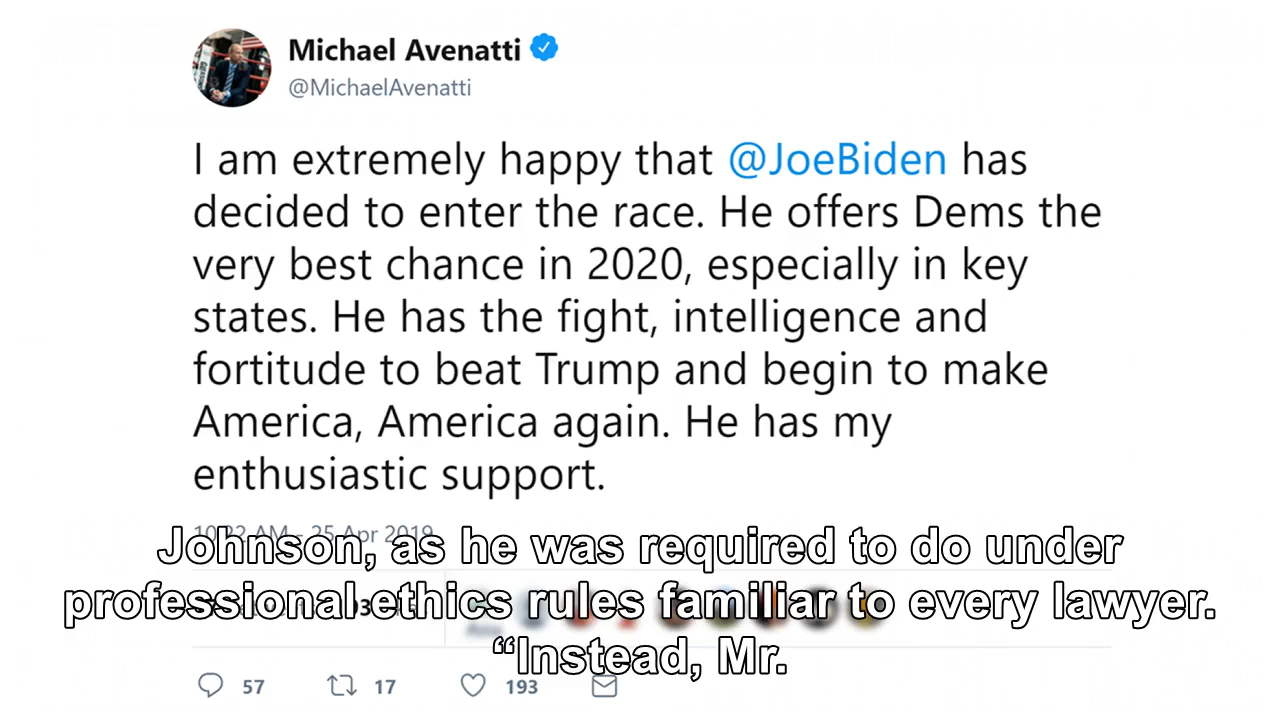 Michael Avenatti
@MichaelAvenatti
I am extremely happy that @JoeBiden has
decided to enter the race. He offers Dems the
very best chance in 2020, especially in key
states. He has the fight, intelligence and
fortitude to beat Trump and begin to make
America, America again. He has my
enthusiastic support.
10:22 AM - 25 Apr 2019
Johnson, as he was required to do under
professional ethics rules familiar to every lawyer.
“Instead, Mr.
57 17 193